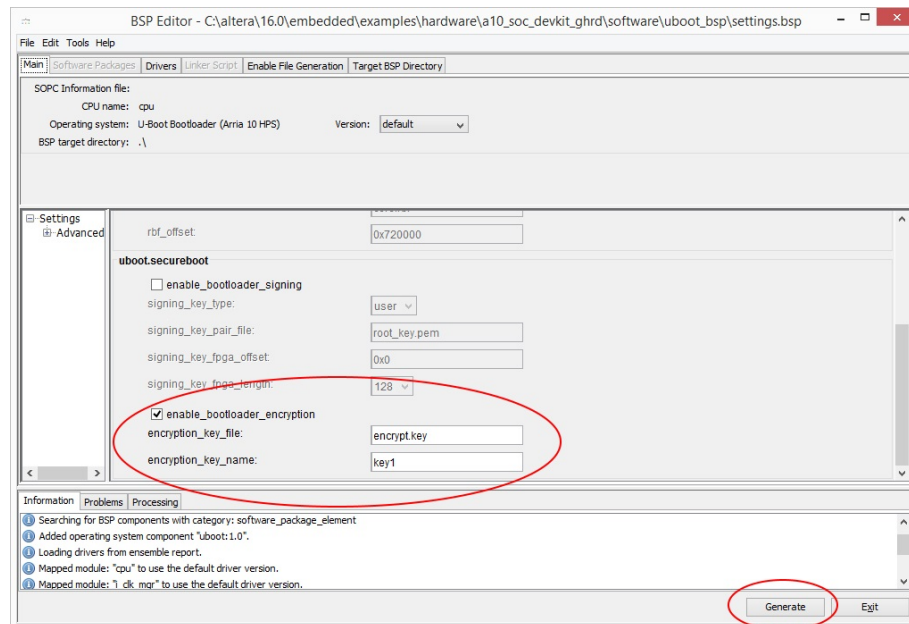 BSP Editor - C:\altera\16.0\embedded\examples\hardware\a10_soc_devkit_ghrd\software\uboot_bsp\settings.bsp
File Edit Tools Help
Main Software Packages Drivers Linker Script Enable File Generation Target BSP Directory
SOPC Information file:
CPU name: cpu
Operating system: U-Boot Bootloader (Arria 10 HPS) Version: default
BSP target directory: .\
Settings
Advanced
rbf_offset: 0x720000
uboot.secureboot
enable_bootloader_signing
signing_key_type: user
signing_key_pair_file: root_key.pem
signing_key_fpga_offset: 0x0
signing_key_fpga_length: 128
enable_bootloader_encryption
encryption_key_file: encrypt.key
encryption_key_name: key1
Information Problems Processing
Searching for BSP components with category: software_package_element
Added operating system component "uboot:1.0".
Loading drivers from ensemble report.
Mapped module: "cpu" to use the default driver version.
Mapped module: "i_clk_mgr" to use the default driver version.
Generate Exit